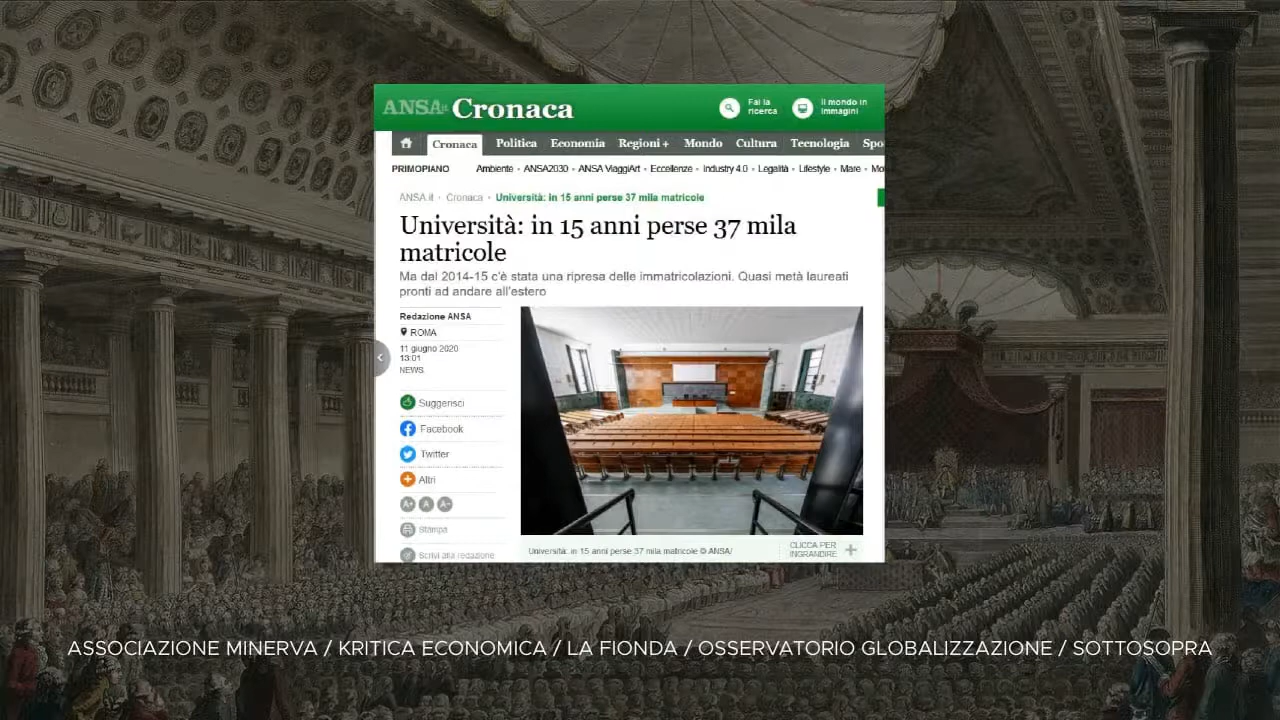 ANSA.it Cronaca
Fai la
ricerca
Il mondo in
immagini
Cronaca Politica Economia Regioni + Mondo Cultura Tecnologia Spo
PRIMOPIANO Ambiente • ANSA2030 • ANSA ViaggiArt • Eccellenze • Industry 4.0 • Legalità • Lifestyle • Mare • Mo
ANSA.it • Cronaca • Università: in 15 anni perse 37 mila matricole
Università: in 15 anni perse 37 mila
matricole
Ma dal 2014-15 c'è stata una ripresa delle immatricolazioni. Quasi metà laureati
pronti ad andare all'estero
Redazione ANSA
ROMA
11 giugno 2020
13:01
NEWS
Suggerisci
Facebook
Twitter
Altri
A+ A A+
Stampa
Scrivi alla redazione
Università: in 15 anni perse 37 mila matricole © ANSA/
CLICCA PER
INGRANDIRE +
ASSOCIAZIONE MINERVA / KRITICA ECONOMICA / LA FIONDA / OSSERVATORIO GLOBALIZZAZIONE / SOTTOSOPRA